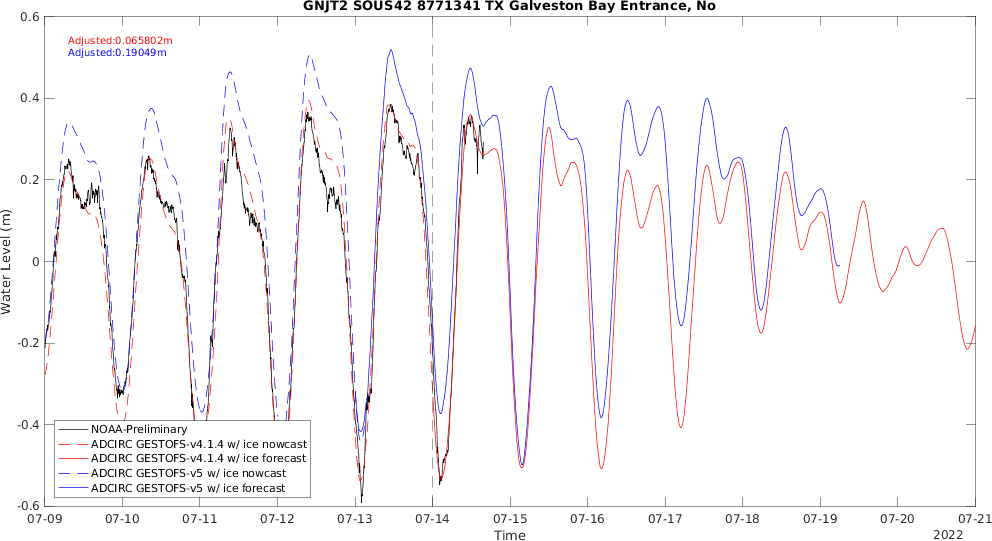 GNJT2 SOUS42 8771341 TX Galveston Bay Entrance, No
Adjusted:0.065802m
Adjusted:0.19049m
Water Level (m)
0.6
0.4
0.2
0
-0.2
-0.4
-0.6
NOAA-Preliminary
ADCIRC GESTOFS-v4.1.4 w/ ice nowcast
ADCIRC GESTOFS-v4.1.4 w/ ice forecast
ADCIRC GESTOFS-v5 w/ ice nowcast
ADCIRC GESTOFS-v5 w/ ice forecast
07-09 07-10 07-11 07-12 07-13 07-14 07-15 07-16 07-17 07-18 07-19 07-20 07-21
Time
2022